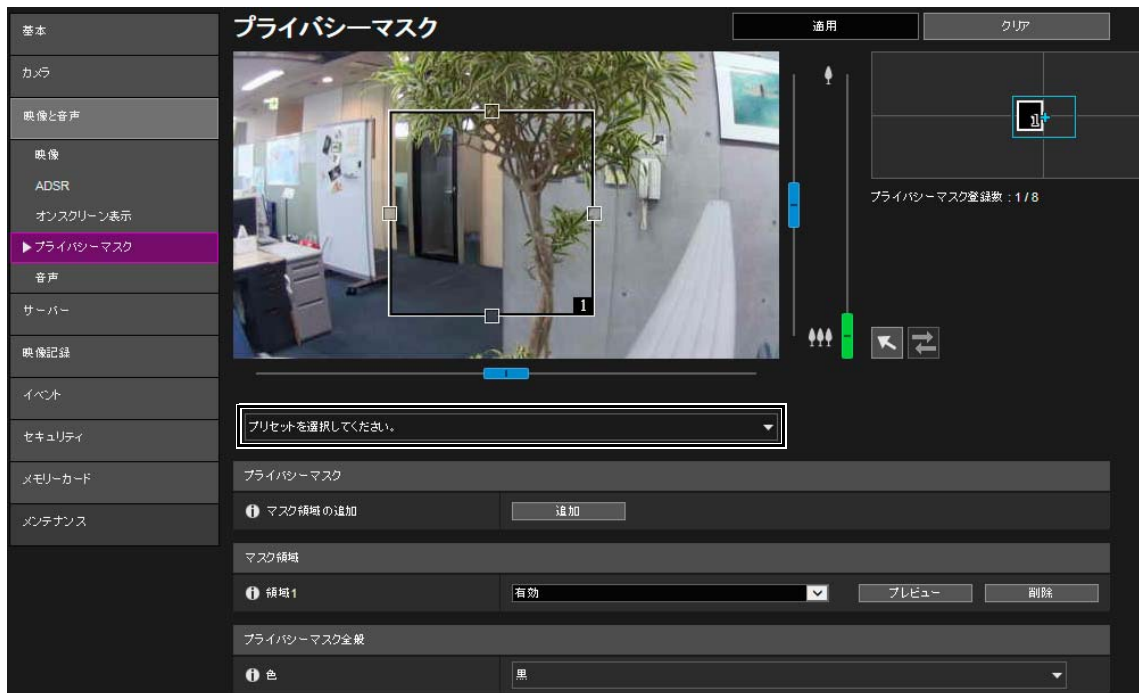 基本
カメラ
映像と音声
映像
ADSR
オンスクリーン表示
▶プライバシーマスク
音声
サーバー
映像記録
イベント
セキュリティ
メモリーカード
メンテナンス
プライバシーマスク
適用
クリア
1
1
プライバシーマスク登録数 : 1 / 8
プリセットを選択してください。
プライバシーマスク
マスク領域の追加
追加
マスク領域
領域1
有効
プレビュー
削除
プライバシーマスク全般
色
黒